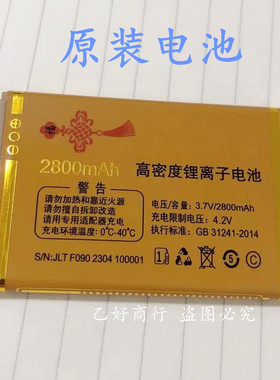 原装电池
2800mAh
高密度锂离子电池
警告
请勿加热和靠近火源
请勿私自拆卸改造
请用专用适配器充电
充电环境：0℃-40℃
电压/容量：3.7V/2800mAh
充电限制电压：4.2V
执行标准：GB 31241-2014
S/N:JLT F090 2304 100001
乙好商行 盗图必究